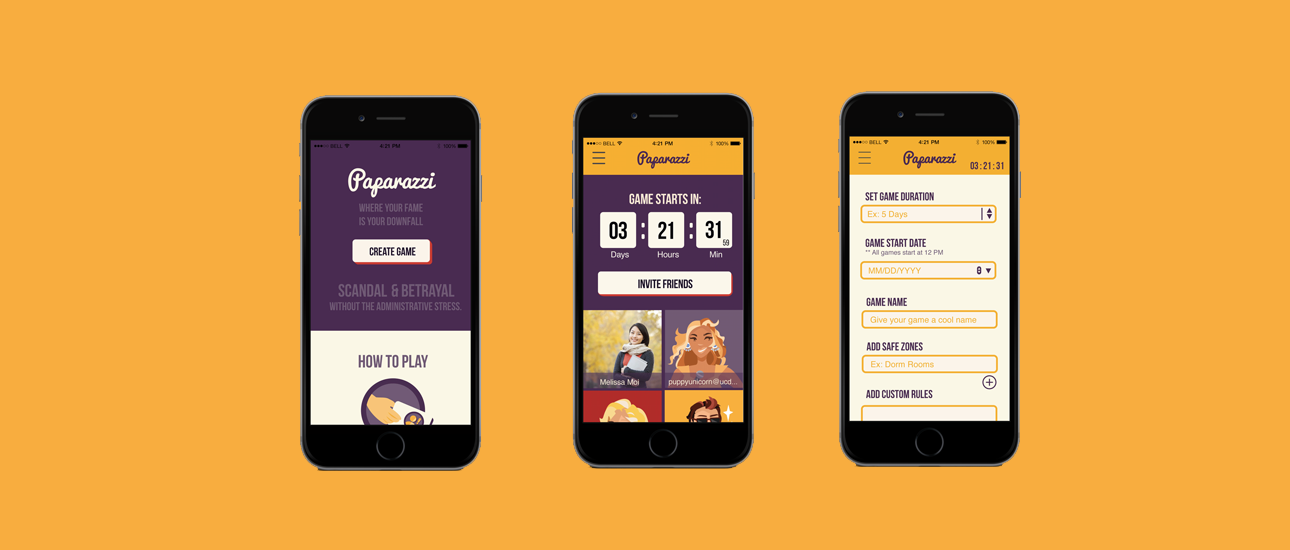 BELL 4:21 PM 100%
Paparazzi
WHERE YOUR FAME
IS YOUR DOWNFALL
CREATE GAME
SCANDAL & BETRAYAL
WITHOUT THE ADMINISTRATIVE STRESS.
HOW TO PLAY
BELL 4:21 PM 100%
Paparazzi
GAME STARTS IN:
03 : 21 : 31
59
Days Hours Min
INVITE FRIENDS
Melissa Moi
puppyunicorn@ucd...
BELL 4:21 PM 100%
Paparazzi
03:21:31
SET GAME DURATION
Ex: 5 Days
GAME START DATE
** All games start at 12 PM
MM/DD/YYYY
GAME NAME
Give your game a cool name
ADD SAFE ZONES
Ex: Dorm Rooms
ADD CUSTOM RULES